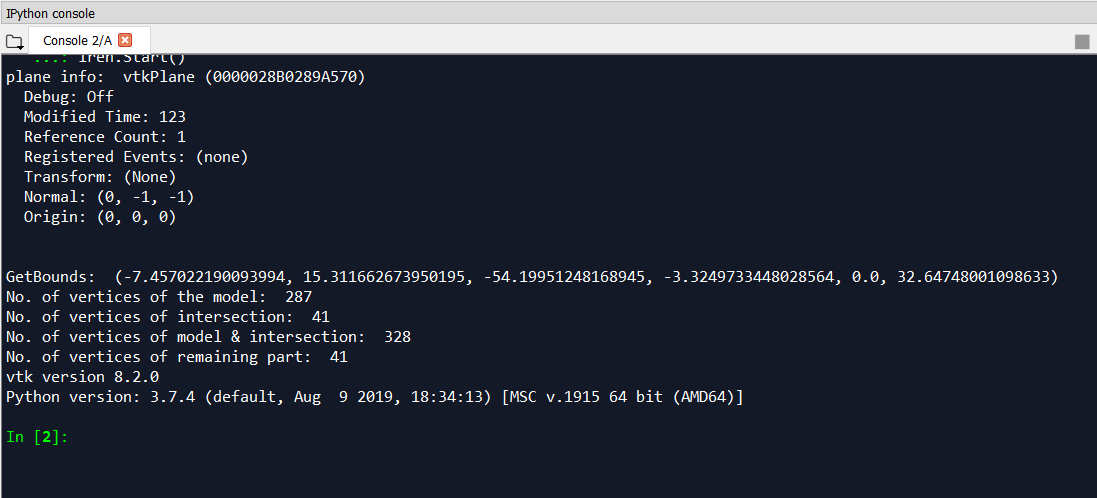 IPython console
Console 2/A
...: iren.Start()
plane info:  vtkPlane (0000028B0289A570)
  Debug: Off
  Modified Time: 123
  Reference Count: 1
  Registered Events: (none)
  Transform: (None)
  Normal: (0, -1, -1)
  Origin: (0, 0, 0)
GetBounds:  (-7.457022190093994, 15.311662673950195, -54.19951248168945, -3.3249733448028564, 0.0, 32.64748001098633)
No. of vertices of the model:  287
No. of vertices of intersection:  41
No. of vertices of model & intersection:  328
No. of vertices of remaining part:  41
vtk version 8.2.0
Python version: 3.7.4 (default, Aug  9 2019, 18:34:13) [MSC v.1915 64 bit (AMD64)]
In [2]: